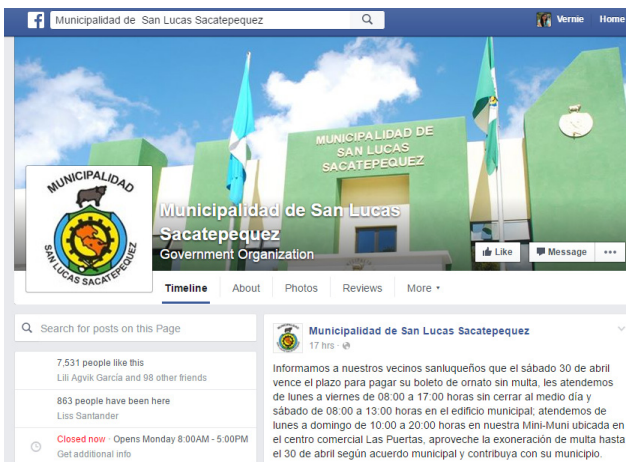 Municipalidad de San Lucas Sacatepequez
Vernie
Home
MUNICIPALIDAD DE
SAN LUCAS
SACATEPEQUEZ
MUNICIPALIDAD
SAN LUCAS SACATEPEQUEZ
Municipalidad de San Lucas
Sacatepequez
Government Organization
Like
Message
Timeline
About
Photos
Reviews
More
Search for posts on this Page
7,531 people like this
Lili Agvik García and 98 other friends
863 people have been here
Liss Santander
Closed now · Opens Monday 8:00AM - 5:00PM
Get additional info
Municipalidad de San Lucas Sacatepequez
17 hrs ·
Informamos a nuestros vecinos sanluqueños que el sábado 30 de abril
vence el plazo para pagar su boleto de ornato sin multa, les atendemos
de lunes a viernes de 08:00 a 17:00 horas sin cerrar al medio día y
sábado de 08:00 a 13:00 horas en el edificio municipal; atendemos de
lunes a domingo de 10:00 a 20:00 horas en nuestra Mini-Muni ubicada en
el centro comercial Las Puertas, aproveche la exoneración de multa hasta
el 30 de abril según acuerdo municipal y contribuya con su municipio.